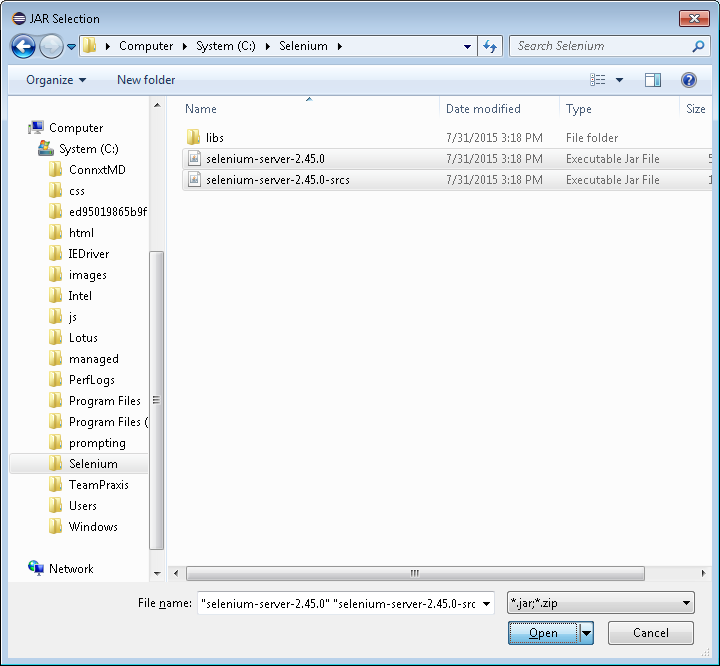 JAR Selection
Computer System (C:) Selenium
Search Selenium
Organize New folder
Name Date modified Type Size
libs 7/31/2015 3:18 PM File folder
selenium-server-2.45.0 7/31/2015 3:18 PM Executable Jar File 5
selenium-server-2.45.0-srcs 7/31/2015 3:18 PM Executable Jar File 1
Computer
System (C:)
ConnxtMD
css
ed95019865b9f
html
IEDriver
images
Intel
js
Lotus
managed
PerfLogs
Program Files
Program Files (
prompting
Selenium
TeamPraxis
Users
Windows
Network
File name: "selenium-server-2.45.0" "selenium-server-2.45.0-src *.jar;*.zip
Open Cancel